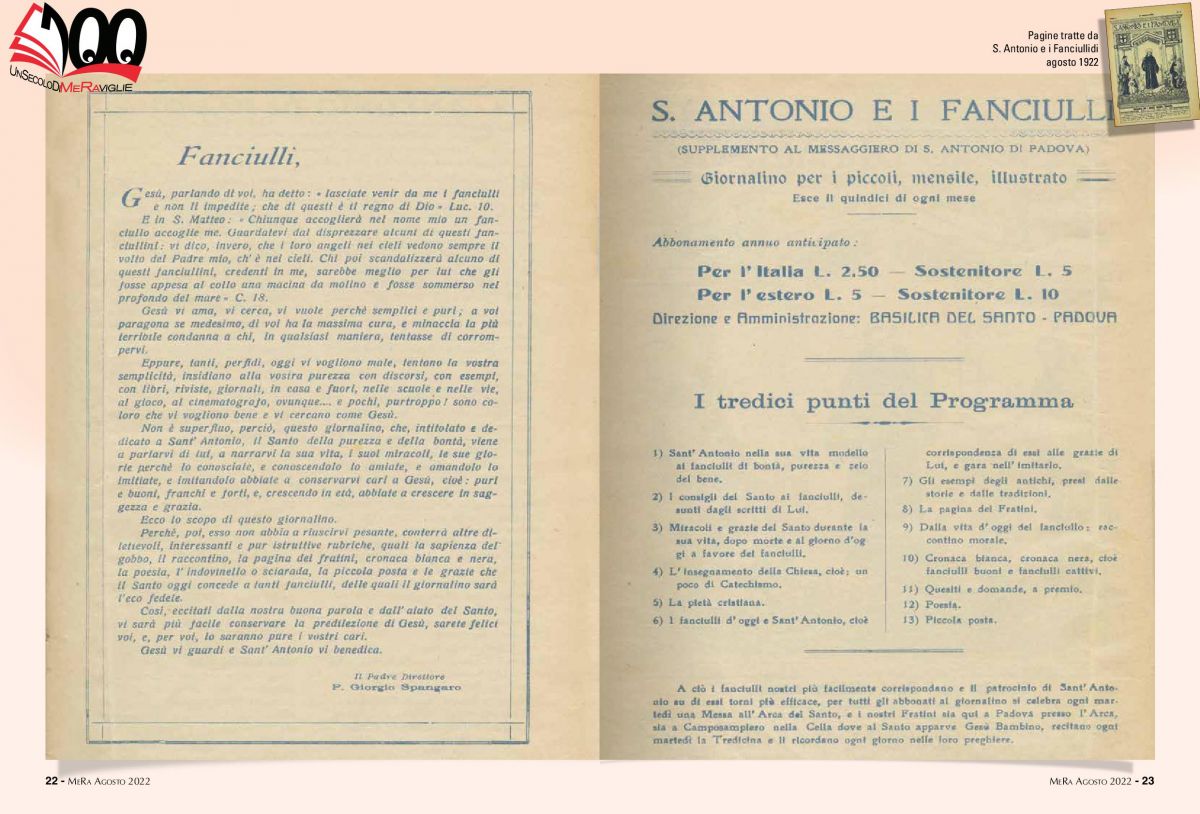 100
UnSecoloDiMeRaviglie
Pagine tratte da
S. Antonio e i Fanciullidi
agosto 1922
S. ANTONIO E I FANCIULLI
Fanciulli,
Gesù, parlando di voi, ha detto: « lasciate venir da me i fanciulli
e non li impedite; che di questi è il regno di Dio » Luc. 10.
E in S. Matteo: « Chiunque accoglierà nel nome mio un fan-
ciullo accoglie me. Guardatevi dal disprezzare alcuni di questi fan-
ciullini: vi dico, invero, che i loro angeli nei cieli vedono sempre il
volto del Padre mio, ch' è nei cieli. Chi poi scandalizzerà alcuno di
questi fanciullini, credenti in me, sarebbe meglio per lui che gli
fosse appesa al collo una macina da molino e fosse sommerso nel
profondo del mare » C. 18.
Gesù vi ama, vi cerca, vi vuole perchè semplici e puri; a voi
paragona se medesimo, di voi ha la massima cura, e minaccia la più
terribile condanna a chi, in qualsiasi maniera, tentasse di corrom-
pervi.
Eppure, tanti, perfidi, oggi vi vogliono male, tentano la vostra
semplicità, insidiano alla vostra purezza con discorsi, con esempi,
con libri, riviste, giornali, in casa e fuori, nelle scuole e nelle vie,
al gioco, al cinematografo, ovunque.... e pochi, purtroppo! sono co-
loro che vi vogliono bene e vi cercano come Gesù.
Non è superfluo, perciò, questo giornalino, che, intitolato e de-
dicato a Sant' Antonio, il Santo della purezza e della bontà, viene
a parlarvi di lui, a narrarvi la sua vita, i suoi miracoli, le sue glo-
rie perchè lo conosciate, e conoscendolo lo amiate, e amandolo lo
imitiate, e imitandolo abbiate a conservarvi cari a Gesù, cioè: puri
e buoni, franchi e forti, e, crescendo in età, abbiate a crescere in sag-
gezza e grazia.
Ecco lo scopo di questo giornalino.
Perchè, poi, esso non abbia a riuscirvi pesante, conterrà altre di-
lettevoli, interessanti e pur istruttive rubriche, quali la sapienza del
gobbo, il raccontino, la pagina dei fratini, cronaca bianca e nera,
la poesia, l' indovinello o sciarada, la piccola posta e le grazie che
il Santo oggi concede a tanti fanciulli, delle quali il giornalino sarà
l'eco fedele.
Così, eccitati dalla nostra buona parola e dall' aiuto del Santo,
vi sarà più facile conservare la predilezione di Gesù, sarete felici
voi, e, per voi, lo saranno pure i vostri cari.
Gesù vi guardi e Sant' Antonio vi benedica.
Il Padre Direttore
P. Giorgio Spangaro
22 - MeRa Agosto 2022
S. ANTONIO E I FANCIULLI
(SUPPLEMENTO AL MESSAGGIERO DI S. ANTONIO DI PADOVA)
Giornalino per i piccoli, mensile, illustrato
Esce il quindici di ogni mese
Abbonamento annuo anticipato:
Per l' Italia L. 2.50 — Sostenitore L. 5
Per l' estero L. 5 — Sostenitore L. 10
Direzione e Amministrazione: BASILICA DEL SANTO - PADOVA
I tredici punti del Programma
1) Sant' Antonio nella sua vita modello
ai fanciulli di bontà, purezza e zelo
del bene.
2) I consigli del Santo ai fanciulli, de-
sunti dagli scritti di Lui.
3) Miracoli e grazie del Santo durante la
sua vita, dopo morte e al giorno d'og
gi a favore dei fanciulli.
4) L' insegnamento della Chiesa, cioè: un
poco di Catechismo.
5) La pietà cristiana.
6) I fanciulli d' oggi e Sant' Antonio, cioè
corrispondenza di essi alle grazie di
Lui, e gara nell' imitarlo.
7) Gli esempi degli antichi, presi dalle
storie e dalle tradizioni.
8) La pagina dei Fratini.
9) Dalla vita d' oggi del fanciullo: rac-
contino morale.
10) Cronaca bianca, cronaca nera, cioè
fanciulli buoni e fanciulli cattivi.
11) Quesiti e domande, a premio.
12) Poesia.
13) Piccola posta.
A ciò i fanciulli nostri più facilmente corrispondano e il patrocinio di Sant' Anto-
nio su di essi torni più efficace, per tutti gli abbonati al giornalino si celebra ogni mar-
tedì una Messa all' Arca del Santo, e i nostri Fratini sia qui a Padova presso l' Arca,
sia a Camposampiero nella Cella dove al Santo apparve Gesù Bambino, recitano ogni
martedì la Tredicina e li ricordano ogni giorno nelle loro preghiere.
MeRa Agosto 2022 - 23